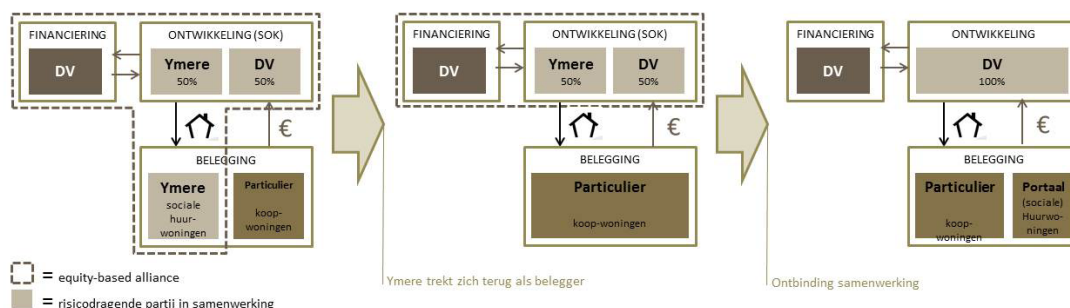 FINANCIERING
DV
ONTWIKKELING (SOK)
Ymere
50%
DV
50%
€
BELEGGING
Ymere
sociale
huur-
woningen
Particulier
koop-
woningen
FINANCIERING
DV
ONTWIKKELING (SOK)
Ymere
50%
DV
50%
€
BELEGGING
Particulier
koop-woningen
FINANCIERING
DV
ONTWIKKELING
DV
100%
€
BELEGGING
Particulier
koop-
woningen
Portaal
(sociale)
Huurwo-
ningen
Ymere trekt zich terug als belegger
Ontbinding samenwerking
= equity-based alliance
= risicodragende partij in samenwerking